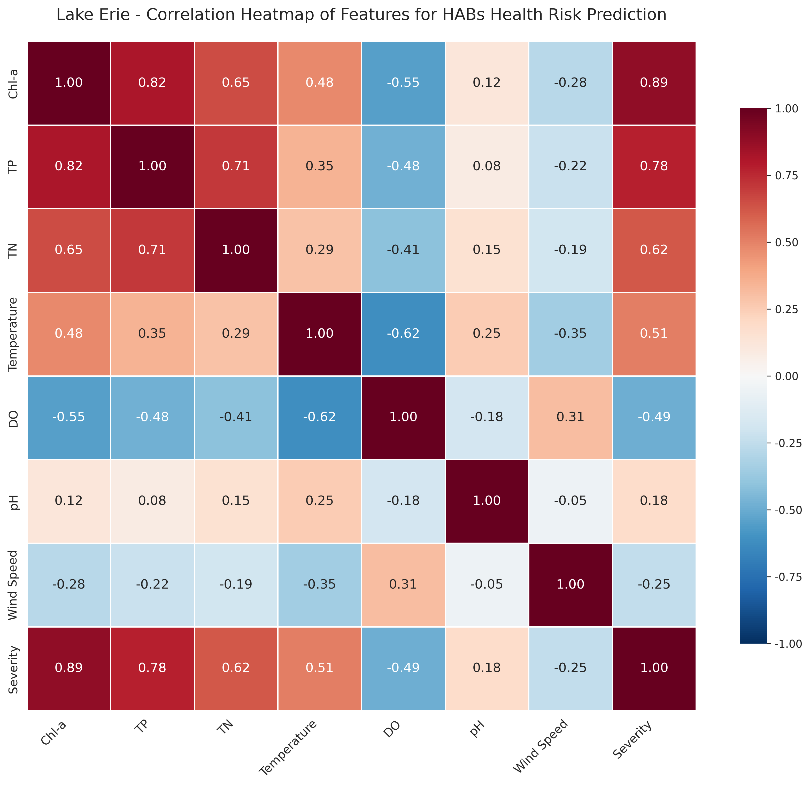 Lake Erie - Correlation Heatmap of Features for HABs Health Risk Prediction
Chl-a 1.00 0.82 0.65 0.48 -0.55 0.12 -0.28 0.89
TP 0.82 1.00 0.71 0.35 -0.48 0.08 -0.22 0.78
TN 0.65 0.71 1.00 0.29 -0.41 0.15 -0.19 0.62
Temperature 0.48 0.35 0.29 1.00 -0.62 0.25 -0.35 0.51
DO -0.55 -0.48 -0.41 -0.62 1.00 -0.18 0.31 -0.49
pH 0.12 0.08 0.15 0.25 -0.18 1.00 -0.05 0.18
Wind Speed -0.28 -0.22 -0.19 -0.35 0.31 -0.05 1.00 -0.25
Severity 0.89 0.78 0.62 0.51 -0.49 0.18 -0.25 1.00
Chl-a TP TN Temperature DO pH Wind Speed Severity
1.00
0.75
0.50
0.25
0.00
-0.25
-0.50
-0.75
-1.00